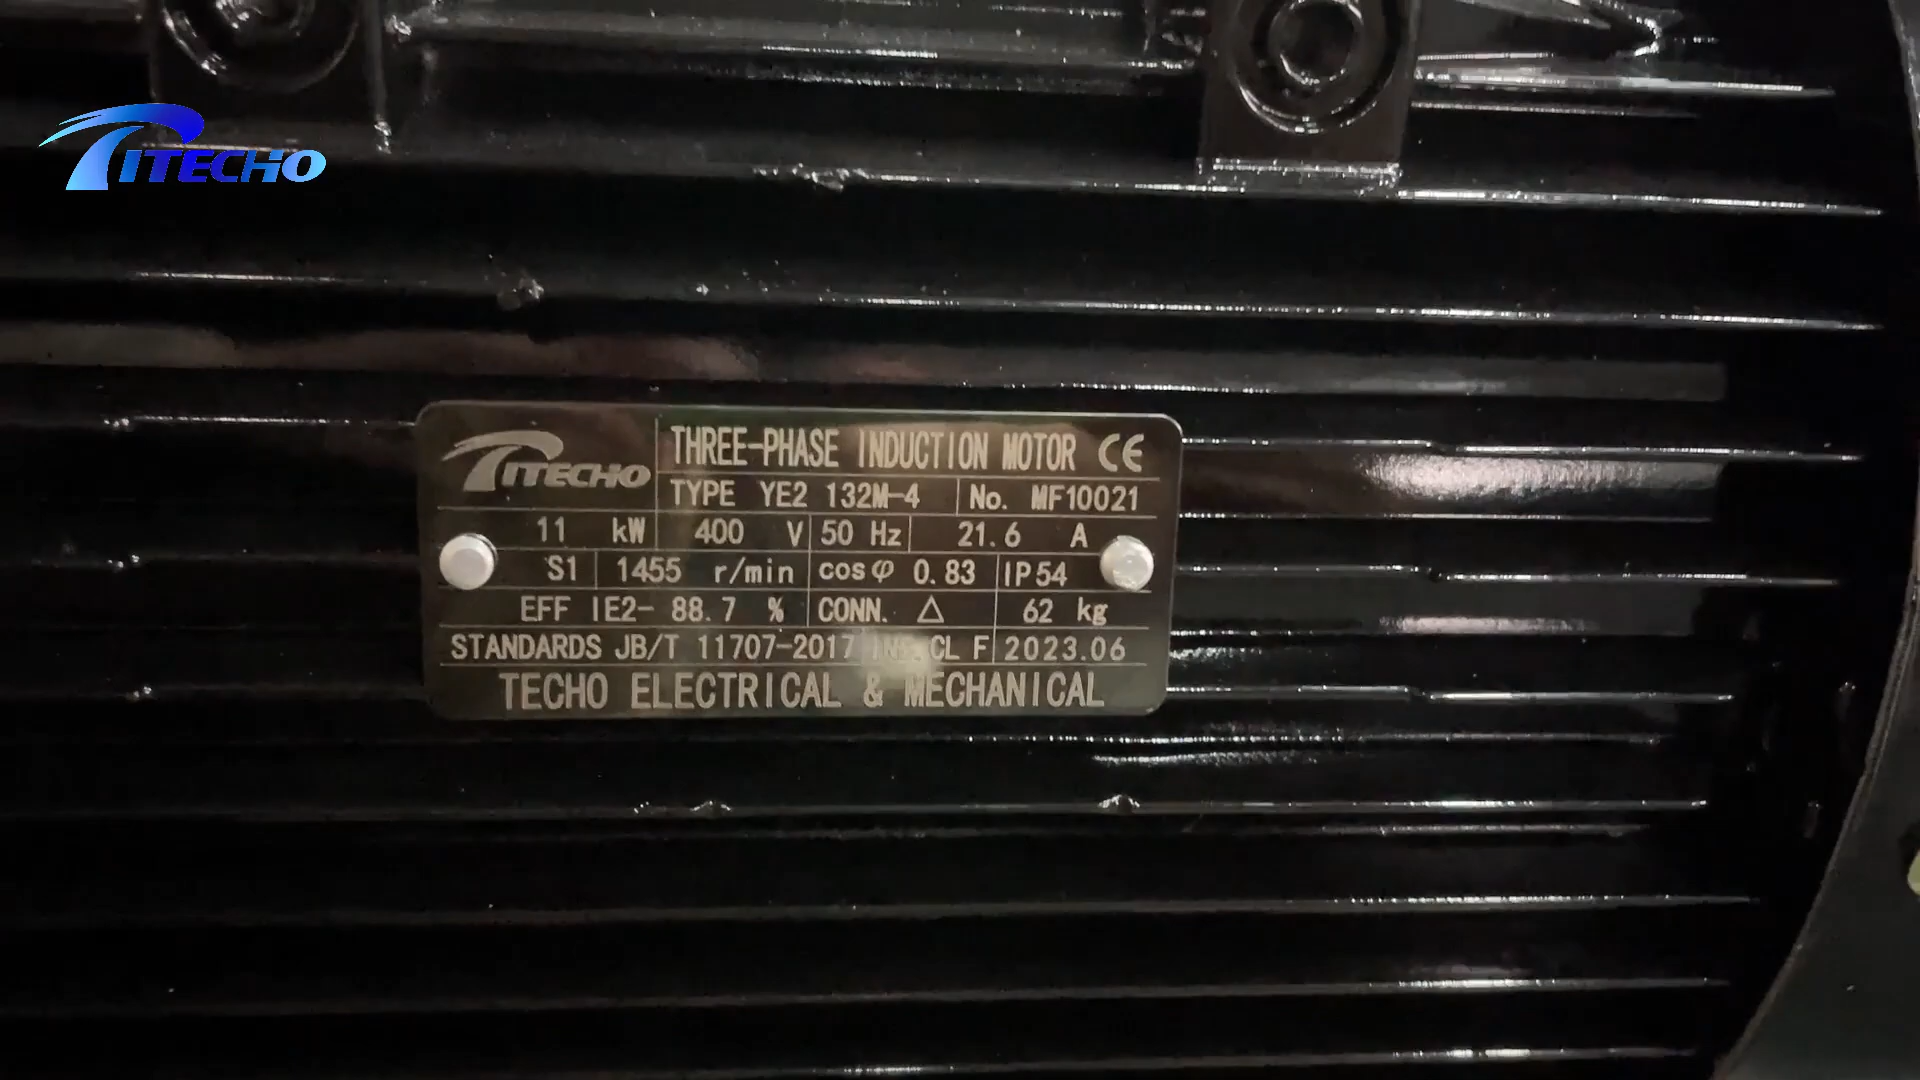 TITECHO
TITECHO
THREE-PHASE INDUCTION MOTOR CE
TYPE YE2 132M-4 No. MF10021
11 kW 400 V 50 Hz 21.6 A
S1 1455 r/min cosφ 0.83 IP54
EFF IE2- 88.7 % CONN. △ 62 kg
STANDARDS JB/T 11707-2017 INS.CL F 2023.06
TECHO ELECTRICAL & MECHANICAL